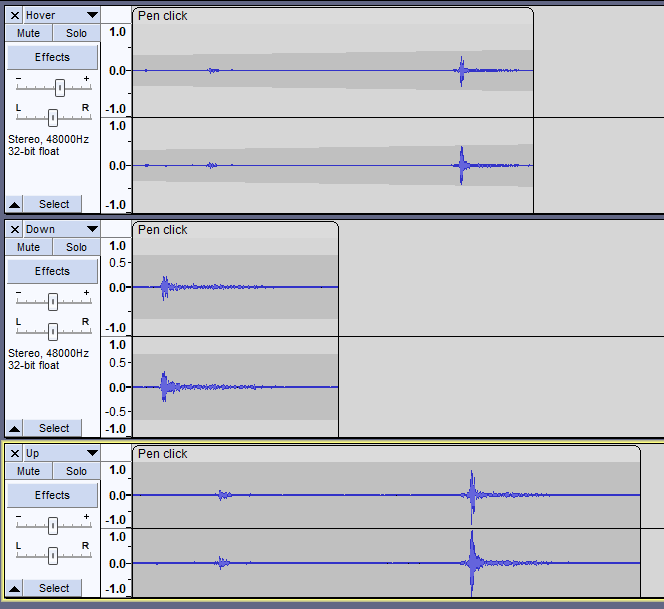 Hover
Pen click
Mute Solo
Effects
- +
L R
Stereo, 48000Hz
32-bit float
Select
1.0
0.0
-1.0
1.0
0.0
-1.0
Down
Pen click
Mute Solo
Effects
- +
L R
Stereo, 48000Hz
32-bit float
Select
1.0
0.5
0.0
-1.0
1.0
0.5
0.0
-0.5
-1.0
Up
Pen click
Mute Solo
Effects
- +
L R
Select
1.0
0.0
-1.0
1.0
0.0
-1.0